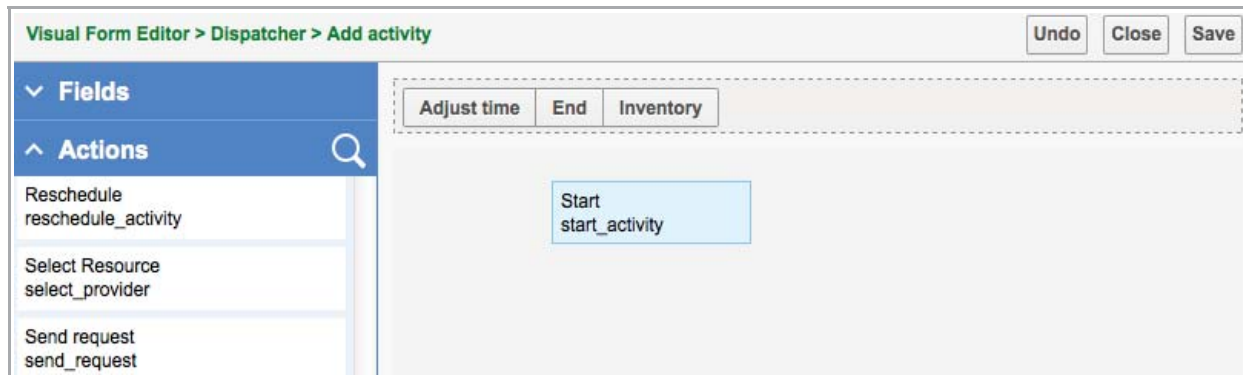 Visual Form Editor > Dispatcher > Add activity
Undo
Close
Save
Fields
Actions
Adjust time
End
Inventory
Reschedule
reschedule_activity
Select Resource
select_provider
Send request
send_request
Start
start_activity